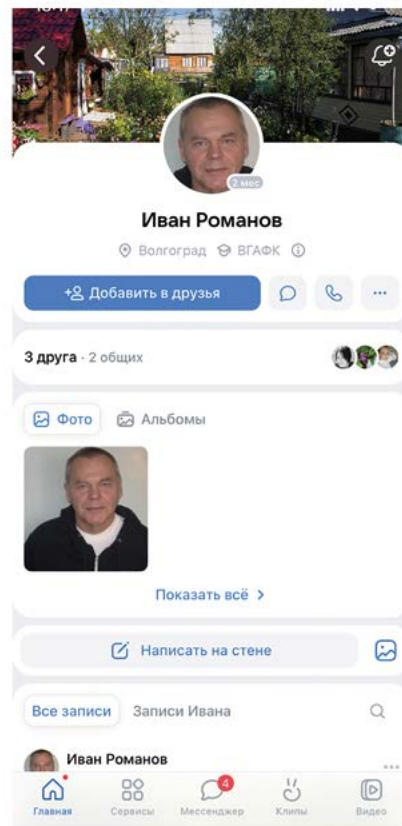 2 мес
Иван Романов
Волгоград ВГАФК
Добавить в друзья
3 друга · 2 общих
Фото Альбомы
Показать всё
Написать на стене
Все записи Записи Ивана
Иван Романов
4
Главная Сервисы Мессенджер Клипы Видео